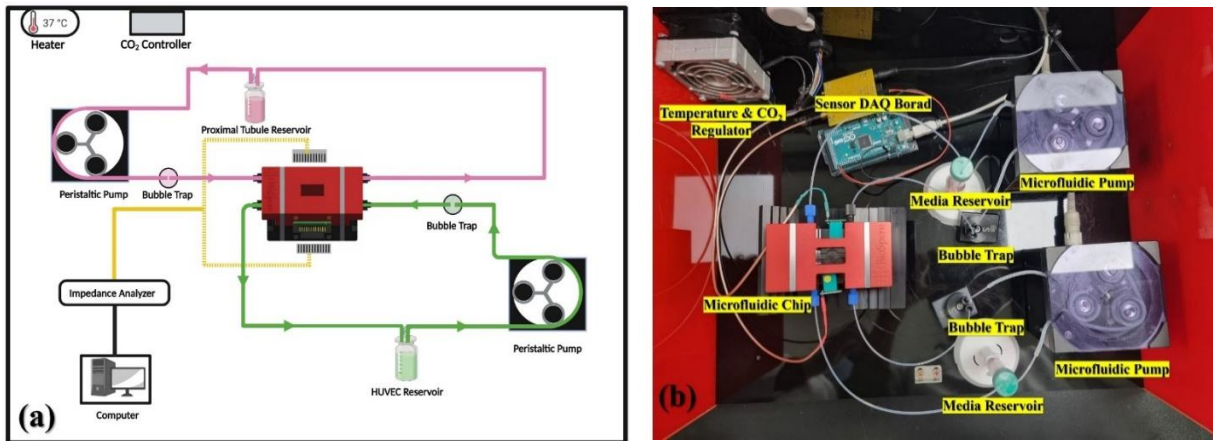 37 °C
Heater
CO₂ Controller
Proximal Tubule Reservoir
Peristaltic Pump
Bubble Trap
Bubble Trap
Impedance Analyzer
Peristaltic Pump
HUVEC Reservoir
Computer
(a)
Temperature & CO₂
Regulator
Sensor DAQ Borad
Microfluidic Pump
Media Reservoir
Bubble Trap
Microfluidic Chip
Bubble Trap
Microfluidic Pump
Media Reservoir
(b)